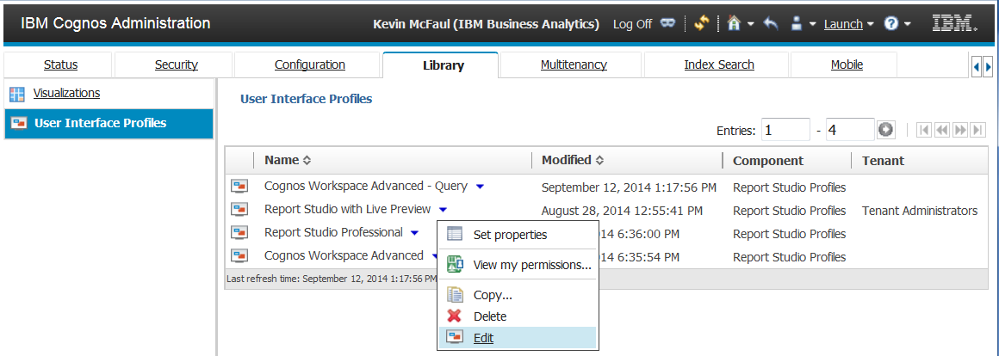 IBM Cognos Administration
Kevin McFaul (IBM Business Analytics) Log Off Launch IBM.
Status Security Configuration Library Multitenancy Index Search Mobile
Visualizations
User Interface Profiles
User Interface Profiles
Entries: 1 - 4
Name Modified Component Tenant
Cognos Workspace Advanced - Query September 12, 2014 1:17:56 PM Report Studio Profiles
Report Studio with Live Preview August 28, 2014 12:55:41 PM Report Studio Profiles Tenant Administrators
Report Studio Professional 014 6:36:00 PM Report Studio Profiles
Cognos Workspace Advanced 014 6:35:54 PM Report Studio Profiles
Last refresh time: September 12, 2014 1:17:56 PM
Set properties
View my permissions...
Copy...
Delete
Edit